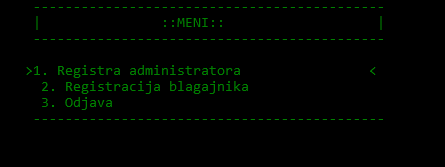 ----------------------------------------------
|                ::MENI::                    |
----------------------------------------------
>1. Registra administratora                <
2. Registracija blagajnika
3. Odjava
----------------------------------------------